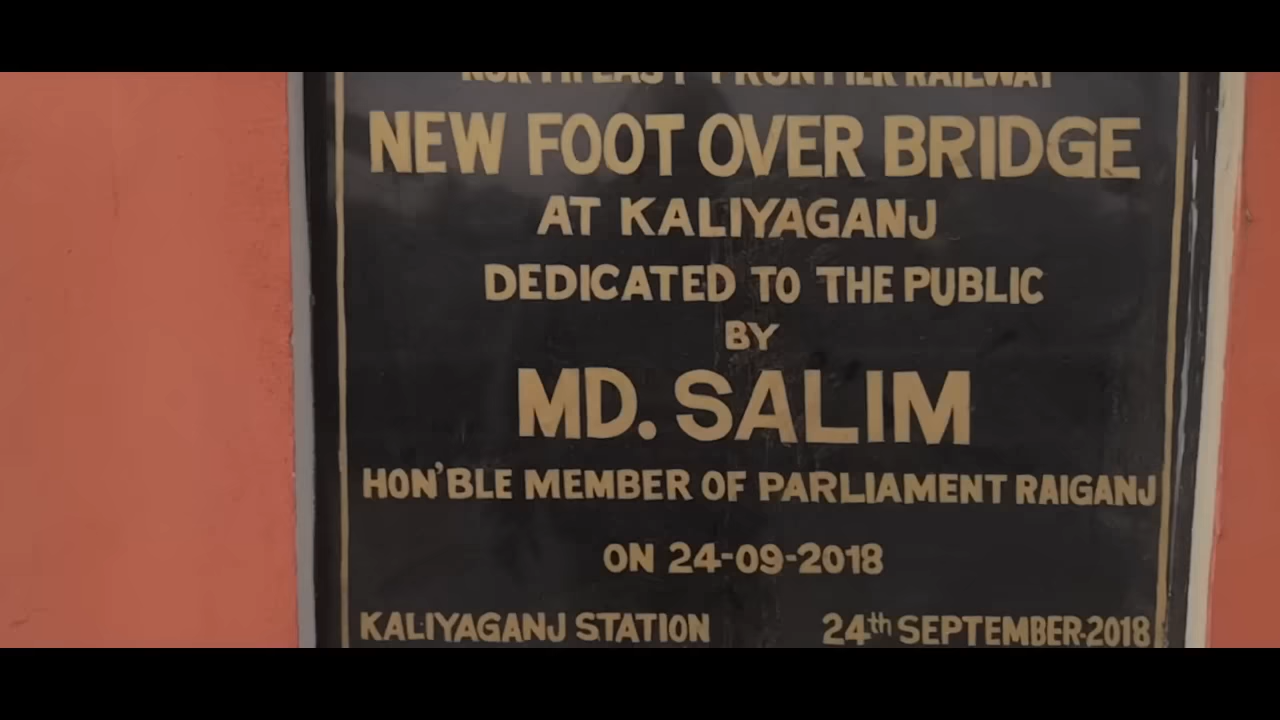 NORTHEAST FRONTIER RAILWAY
NEW FOOT OVER BRIDGE
AT KALIYAGANJ
DEDICATED TO THE PUBLIC
BY
MD. SALIM
HON'BLE MEMBER OF PARLIAMENT RAIGANJ
ON 24-09-2018
KALIYAGANJ STATION 24th SEPTEMBER-2018